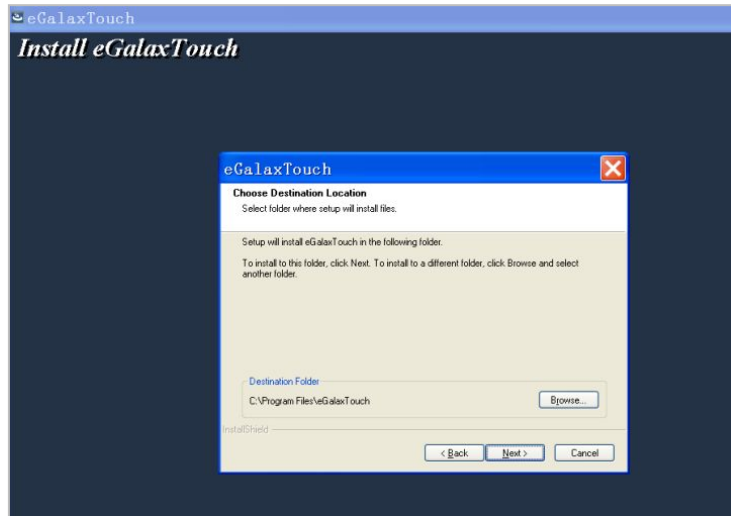 eGalaxTouch
Install eGalaxTouch
eGalaxTouch
Choose Destination Location
Select folder where setup will install files.
Setup will install eGalaxTouch in the following folder.
To install to this folder, click Next. To install to a different folder, click Browse and select
another folder.
Destination Folder
C:\Program Files\eGalaxTouch
Browse...
InstallShield
< Back
Next >
Cancel